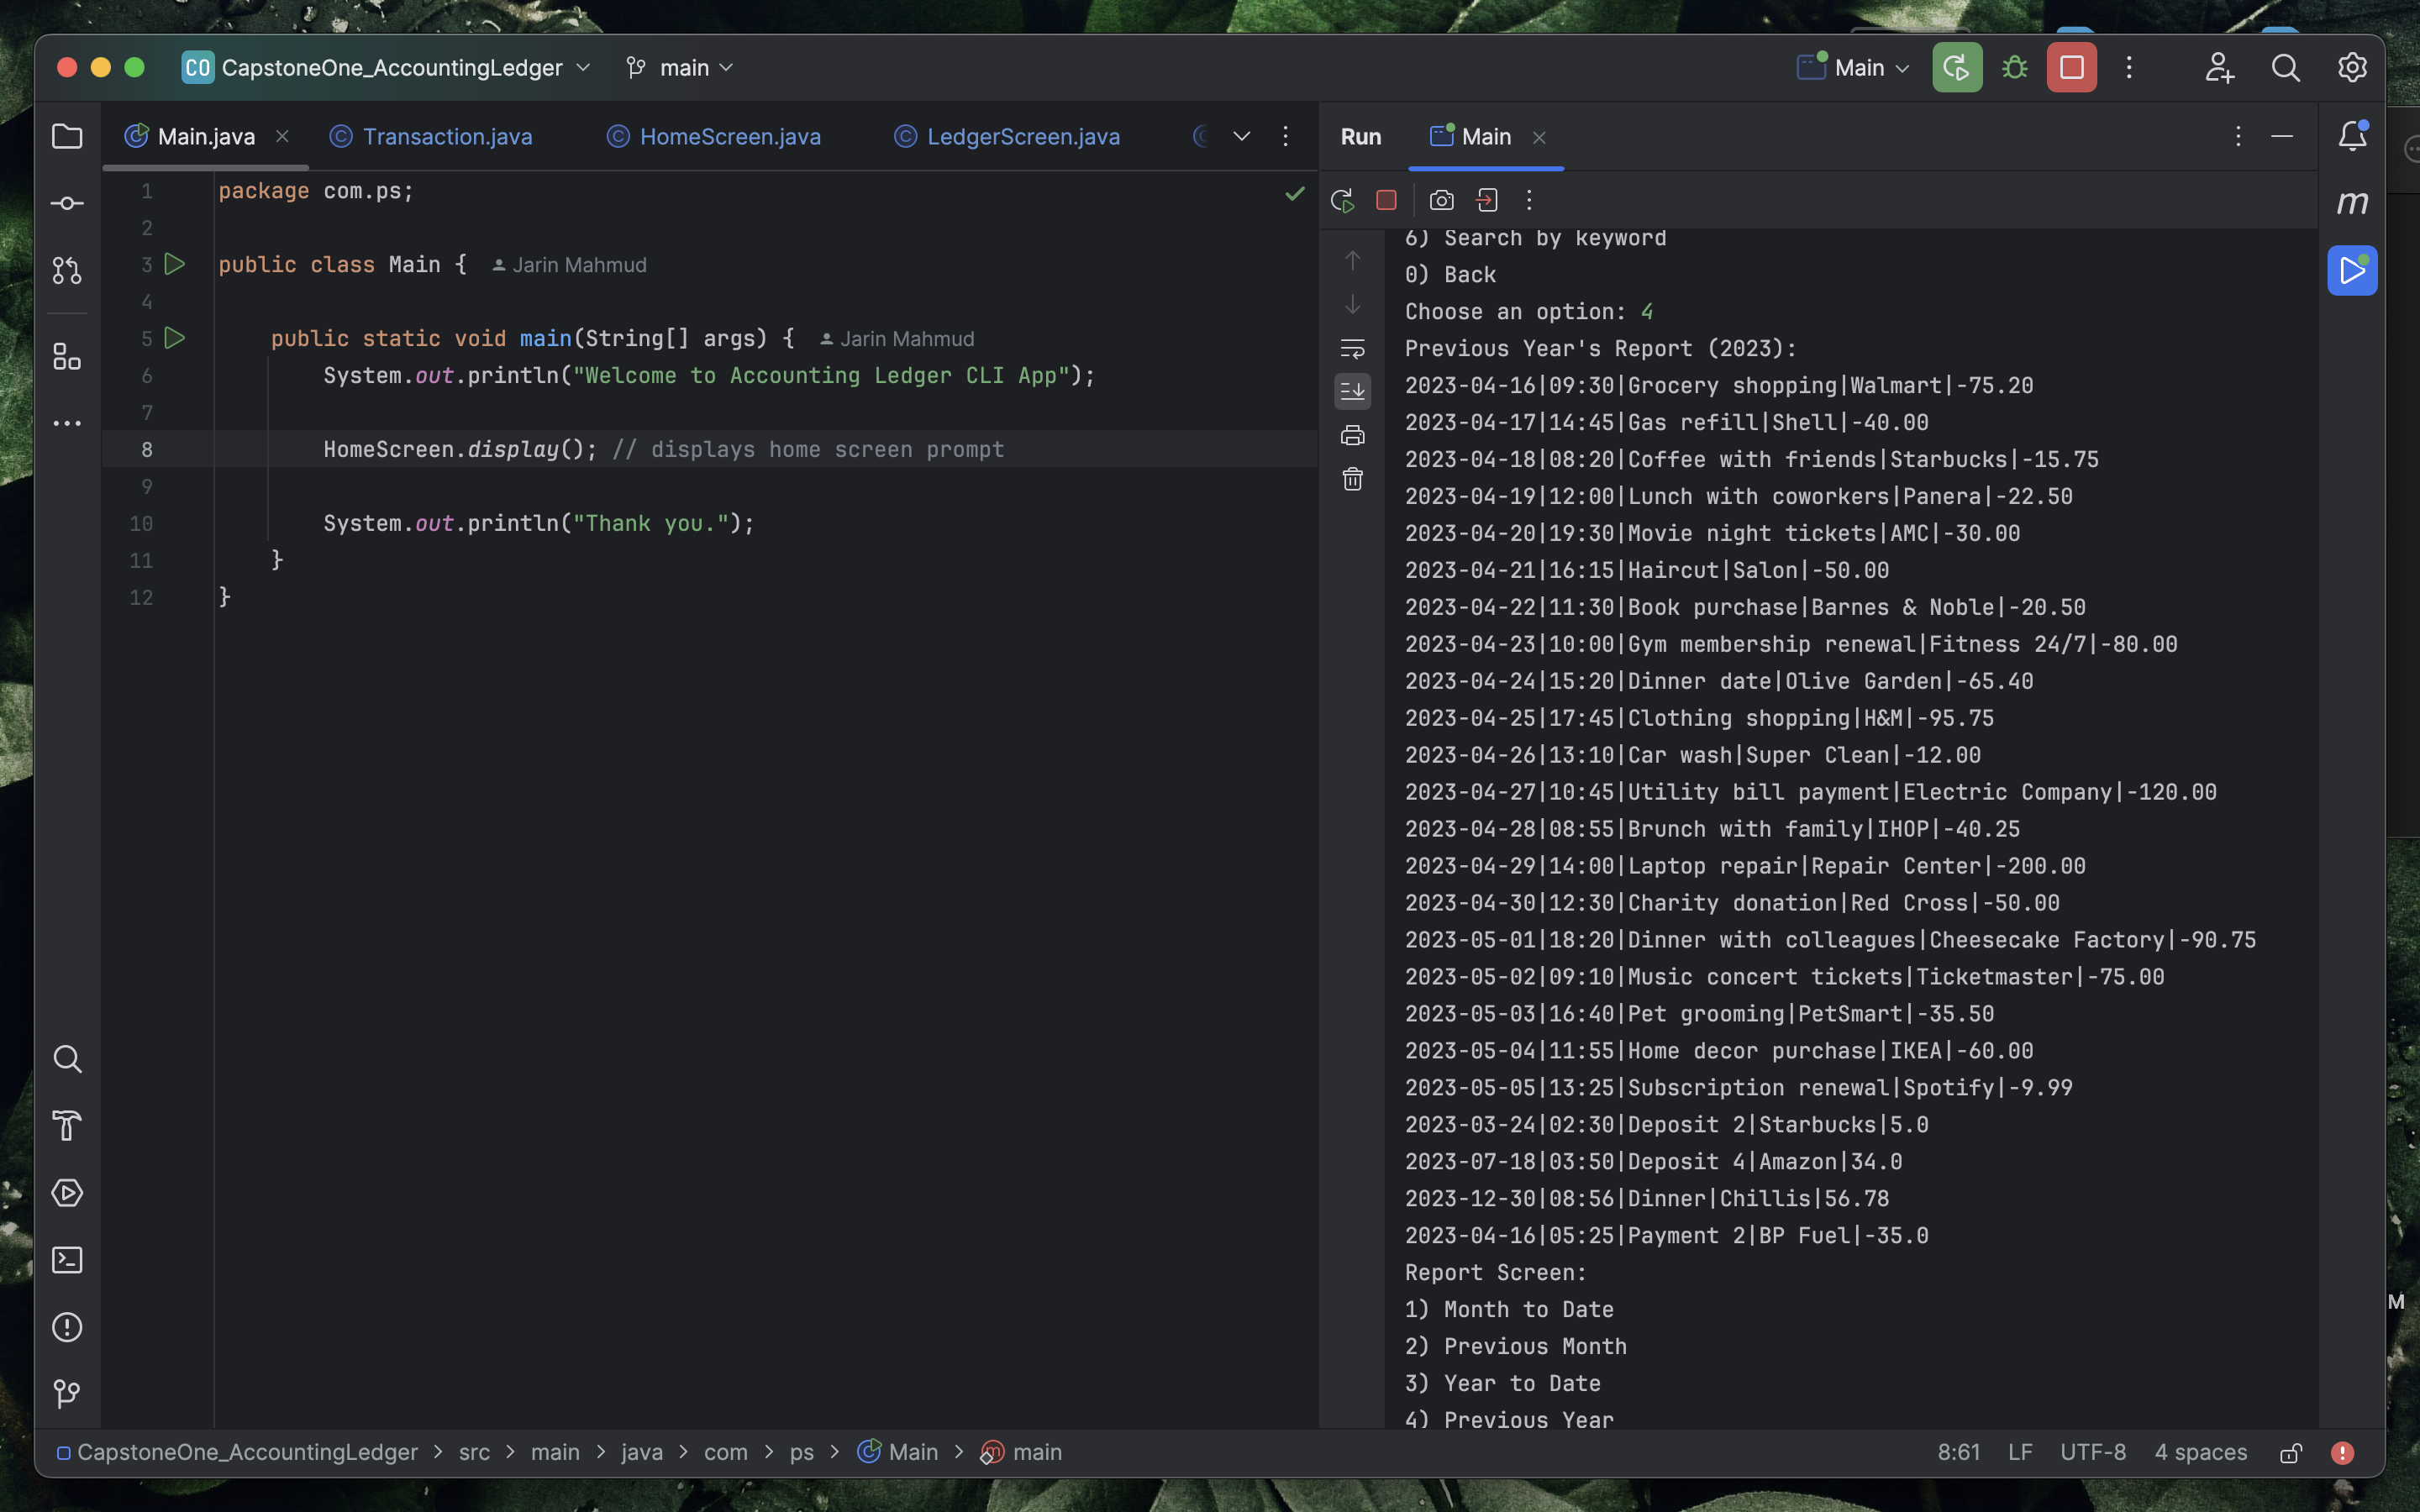 CO CapstoneOne_AccountingLedger main
Main
Main.java Transaction.java HomeScreen.java LedgerScreen.java
1 package com.ps;
2
3 public class Main { Jarin Mahmud
4
5 public static void main(String[] args) { Jarin Mahmud
6 System.out.println("Welcome to Accounting Ledger CLI App");
7
8 HomeScreen.display(); // displays home screen prompt
9
10 System.out.println("Thank you.");
11 }
12 }
Run Main
m
6) Search by keyword
0) Back
Choose an option: 4
Previous Year's Report (2023):
2023-04-16|09:30|Grocery shopping|Walmart|-75.20
2023-04-17|14:45|Gas refill|Shell|-40.00
2023-04-18|08:20|Coffee with friends|Starbucks|-15.75
2023-04-19|12:00|Lunch with coworkers|Panera|-22.50
2023-04-20|19:30|Movie night tickets|AMC|-30.00
2023-04-21|16:15|Haircut|Salon|-50.00
2023-04-22|11:30|Book purchase|Barnes & Noble|-20.50
2023-04-23|10:00|Gym membership renewal|Fitness 24/7|-80.00
2023-04-24|15:20|Dinner date|Olive Garden|-65.40
2023-04-25|17:45|Clothing shopping|H&M|-95.75
2023-04-26|13:10|Car wash|Super Clean|-12.00
2023-04-27|10:45|Utility bill payment|Electric Company|-120.00
2023-04-28|08:55|Brunch with family|IHOP|-40.25
2023-04-29|14:00|Laptop repair|Repair Center|-200.00
2023-04-30|12:30|Charity donation|Red Cross|-50.00
2023-05-01|18:20|Dinner with colleagues|Cheesecake Factory|-90.75
2023-05-02|09:10|Music concert tickets|Ticketmaster|-75.00
2023-05-03|16:40|Pet grooming|PetSmart|-35.50
2023-05-04|11:55|Home decor purchase|IKEA|-60.00
2023-05-05|13:25|Subscription renewal|Spotify|-9.99
2023-03-24|02:30|Deposit 2|Starbucks|5.0
2023-07-18|03:50|Deposit 4|Amazon|34.0
2023-12-30|08:56|Dinner|Chillis|56.78
2023-04-16|05:25|Payment 2|BP Fuel|-35.0
Report Screen:
1) Month to Date
2) Previous Month
3) Year to Date
4) Previous Year
M
CapstoneOne_AccountingLedger > src > main > java > com > ps > Main > main
8:61 LF UTF-8 4 spaces